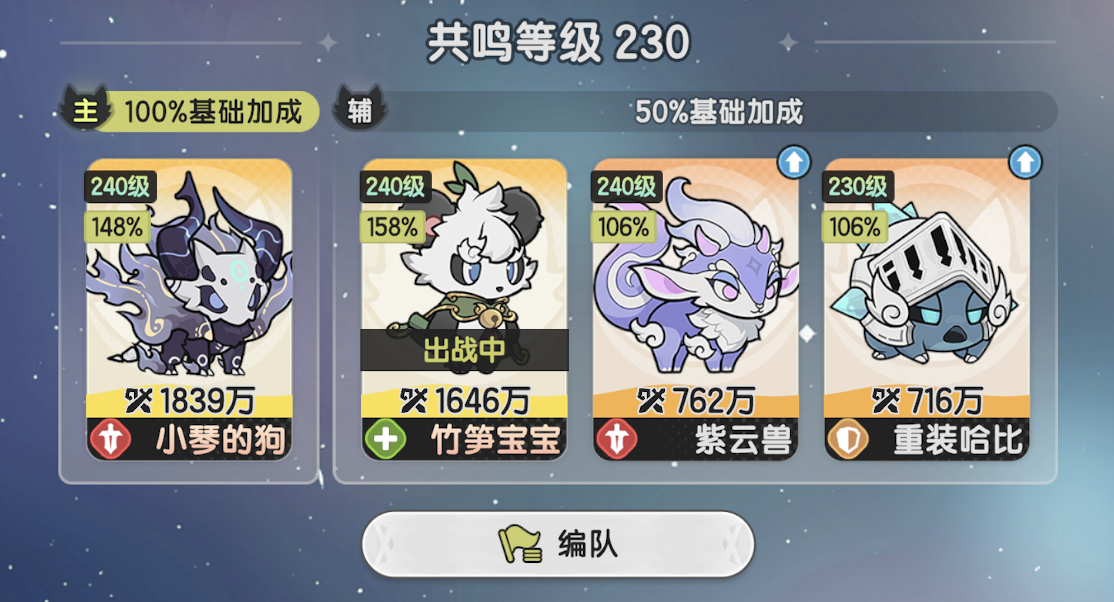 共鸣等级 230
主 100%基础加成
辅 50%基础加成
240级
148%
1839万
小琴的狗
240级
158%
出战中
1646万
竹笋宝宝
240级
106%
762万
紫云兽
230级
106%
716万
重装哈比
编队